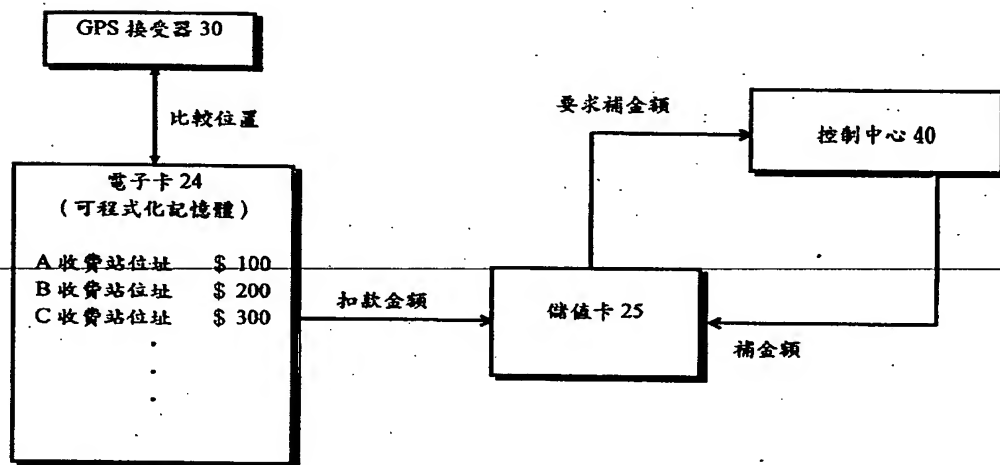 GPS 接受器 30
比較位置
電子卡 24
(可程式化記憶體)
A 收費站位址 $ 100
B 收費站位址 $ 200
C 收費站位址 $ 300
扣款金額
儲值卡 25
要求補金額
控制中心 40
補金額